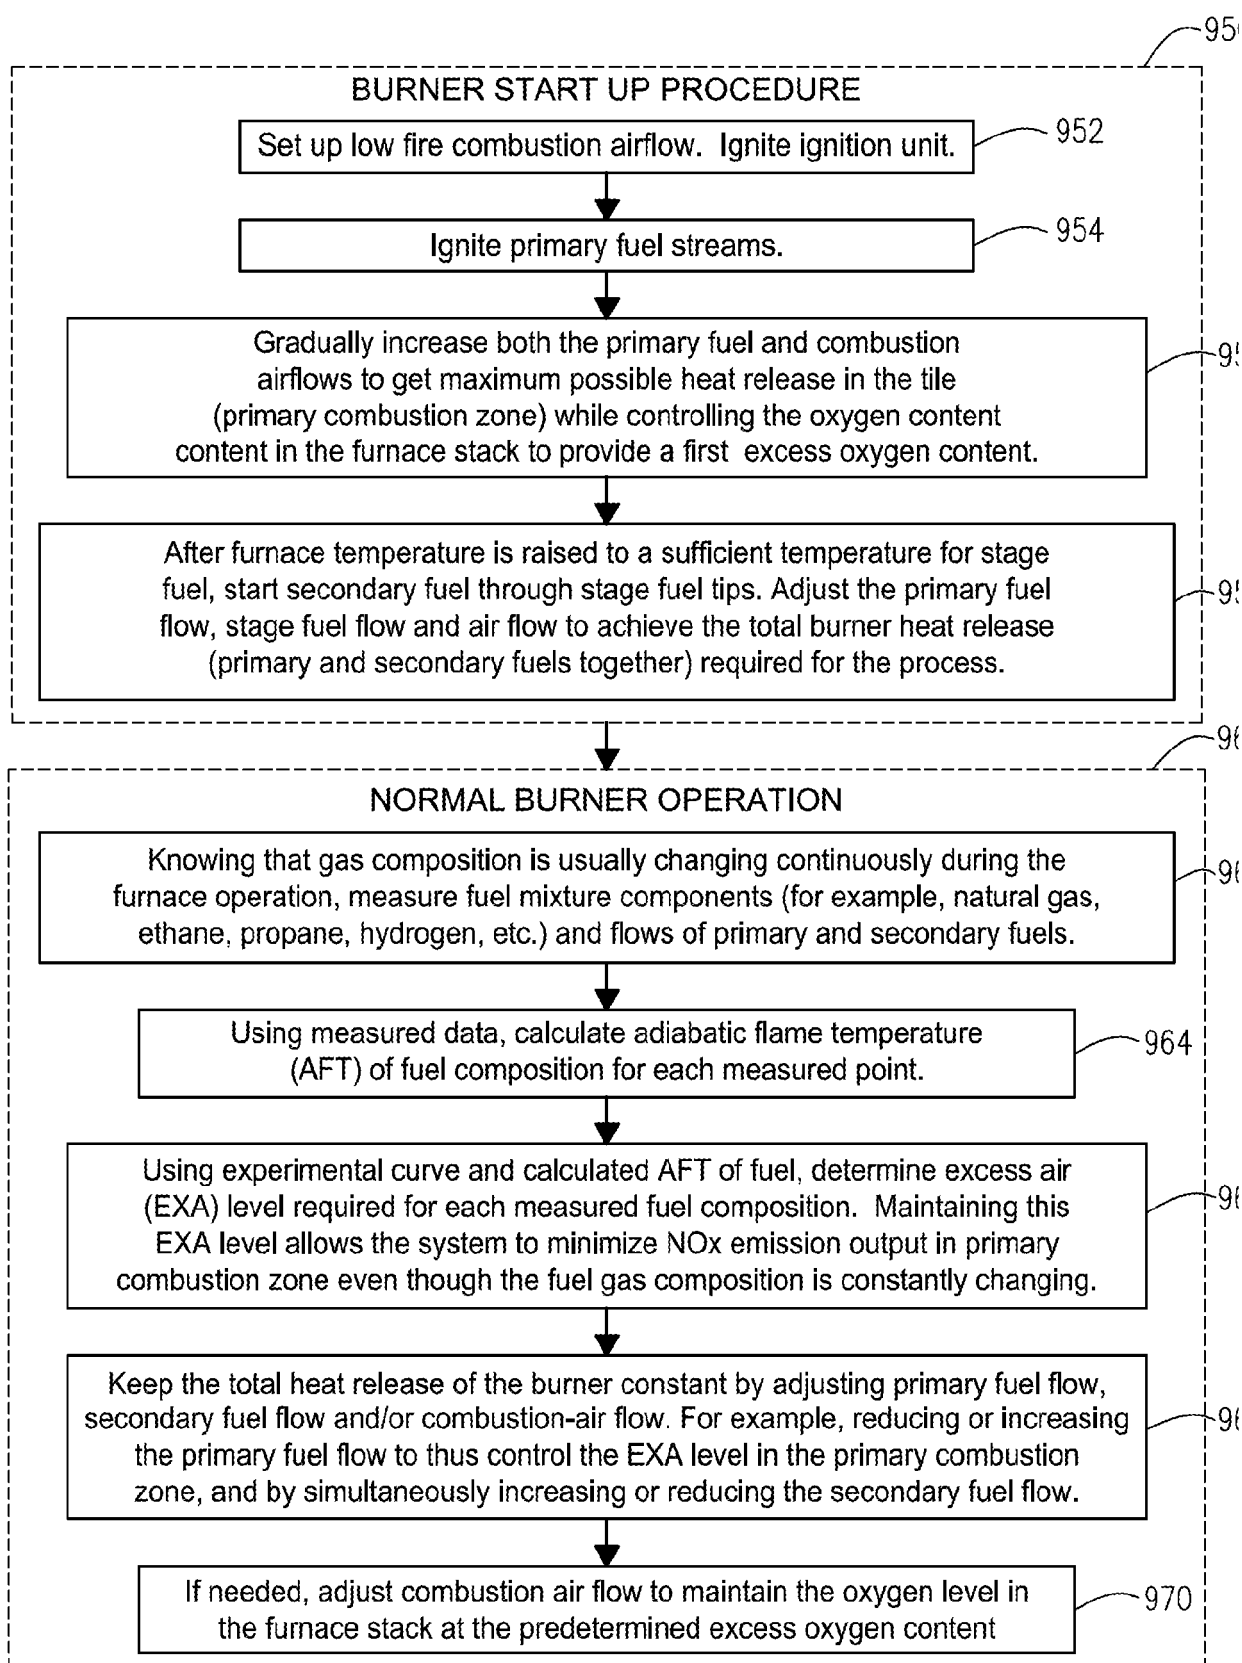 BURNER START UP PROCEDURE
Set up low fire combustion airflow. Ignite ignition unit.
952
Ignite primary fuel streams.
954
Gradually increase both the primary fuel and combustion
airflows to get maximum possible heat release in the tile
(primary combustion zone) while controlling the oxygen content
content in the furnace stack to provide a first excess oxygen content.
After furnace temperature is raised to a sufficient temperature for stage
fuel, start secondary fuel through stage fuel tips. Adjust the primary fuel
flow, stage fuel flow and air flow to achieve the total burner heat release
(primary and secondary fuels together) required for the process.
NORMAL BURNER OPERATION
Knowing that gas composition is usually changing continuously during the
furnace operation, measure fuel mixture components (for example, natural gas,
ethane, propane, hydrogen, etc.) and flows of primary and secondary fuels.
Using measured data, calculate adiabatic flame temperature
(AFT) of fuel composition for each measured point.
964
Using experimental curve and calculated AFT of fuel, determine excess air
(EXA) level required for each measured fuel composition. Maintaining this
EXA level allows the system to minimize NOx emission output in primary
combustion zone even though the fuel gas composition is constantly changing.
Keep the total heat release of the burner constant by adjusting primary fuel flow,
secondary fuel flow and/or combustion-air flow. For example, reducing or increasing
the primary fuel flow to thus control the EXA level in the primary combustion
zone, and by simultaneously increasing or reducing the secondary fuel flow.
If needed, adjust combustion air flow to maintain the oxygen level in
the furnace stack at the predetermined excess oxygen content
970